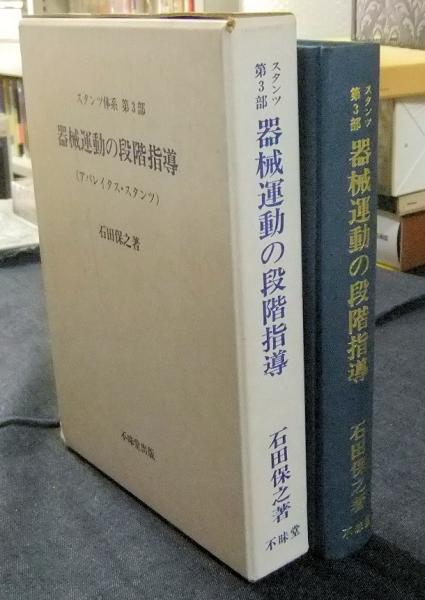 スタンツ体系 第3部
器械運動の段階指導
(アパレイタス・スタンツ)
石田保之著
不昧堂出版
スタンツ
第3部
器械運動の段階指導
石田保之著
不昧堂
スタンツ
第3部
器械運動の段階指導
石田保之著
不昧堂